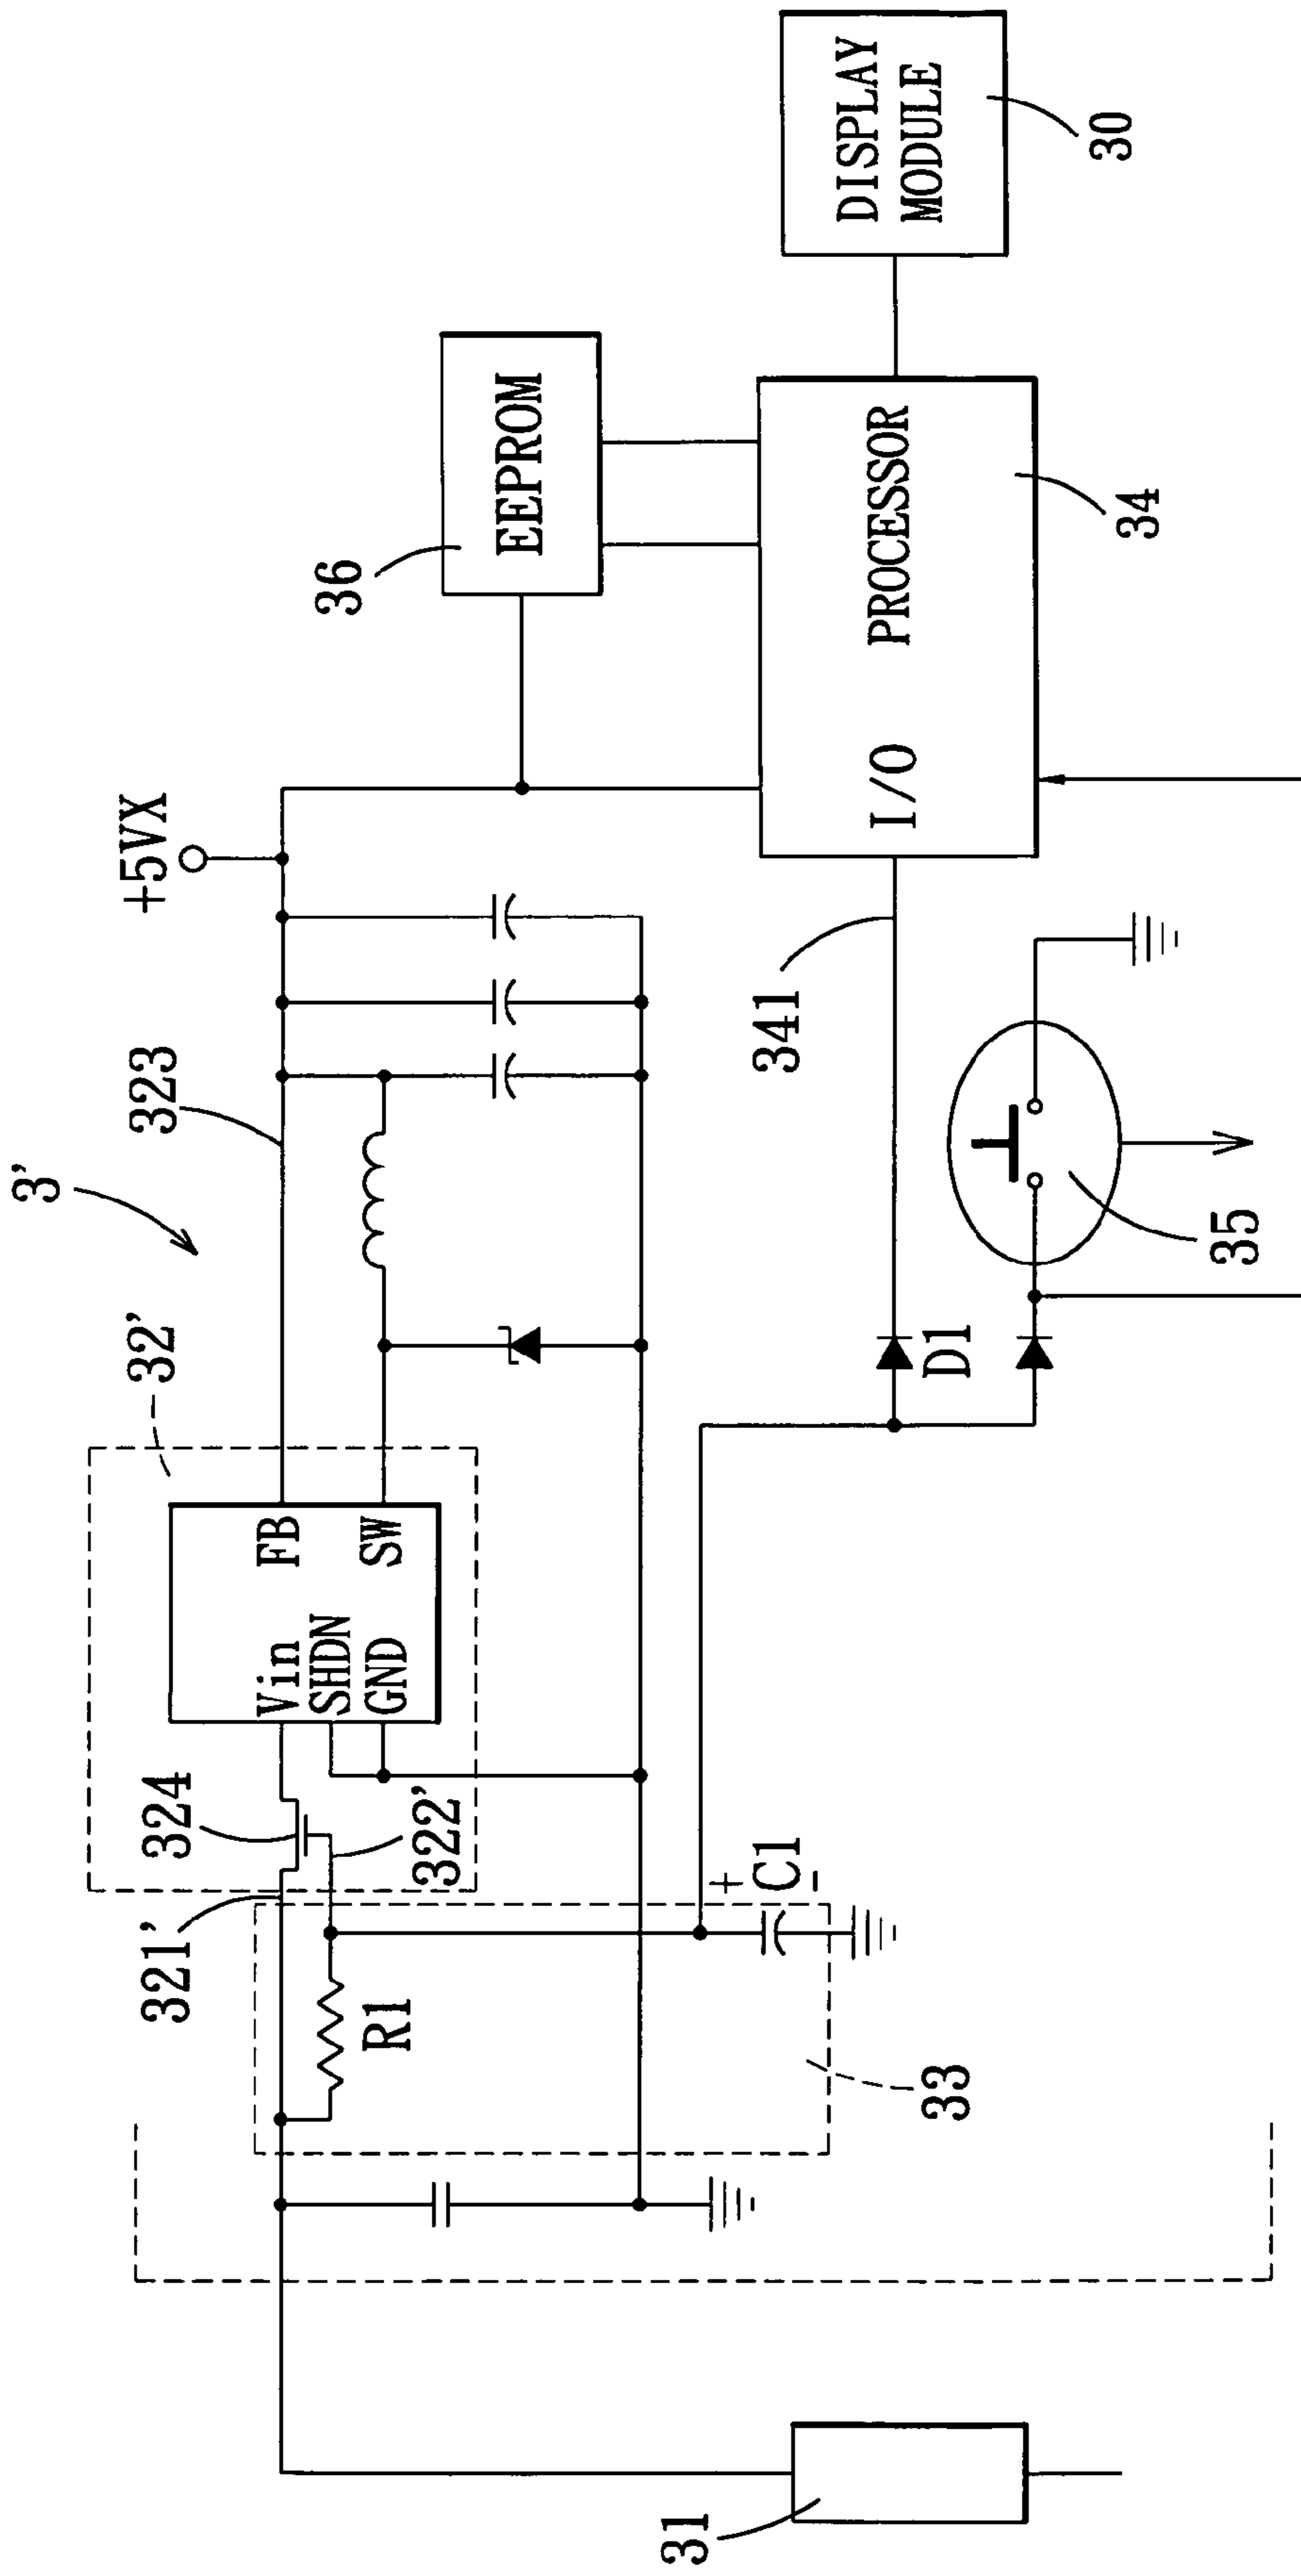 3'
32'
323
+5VX
36
EEPROM
DISPLAY
MODULE
30
PROCESSOR
I/O
34
341
35
D1
FB
SW
Vin
SHDN
GND
324
322'
321'
R1
+
C1
-
33
31